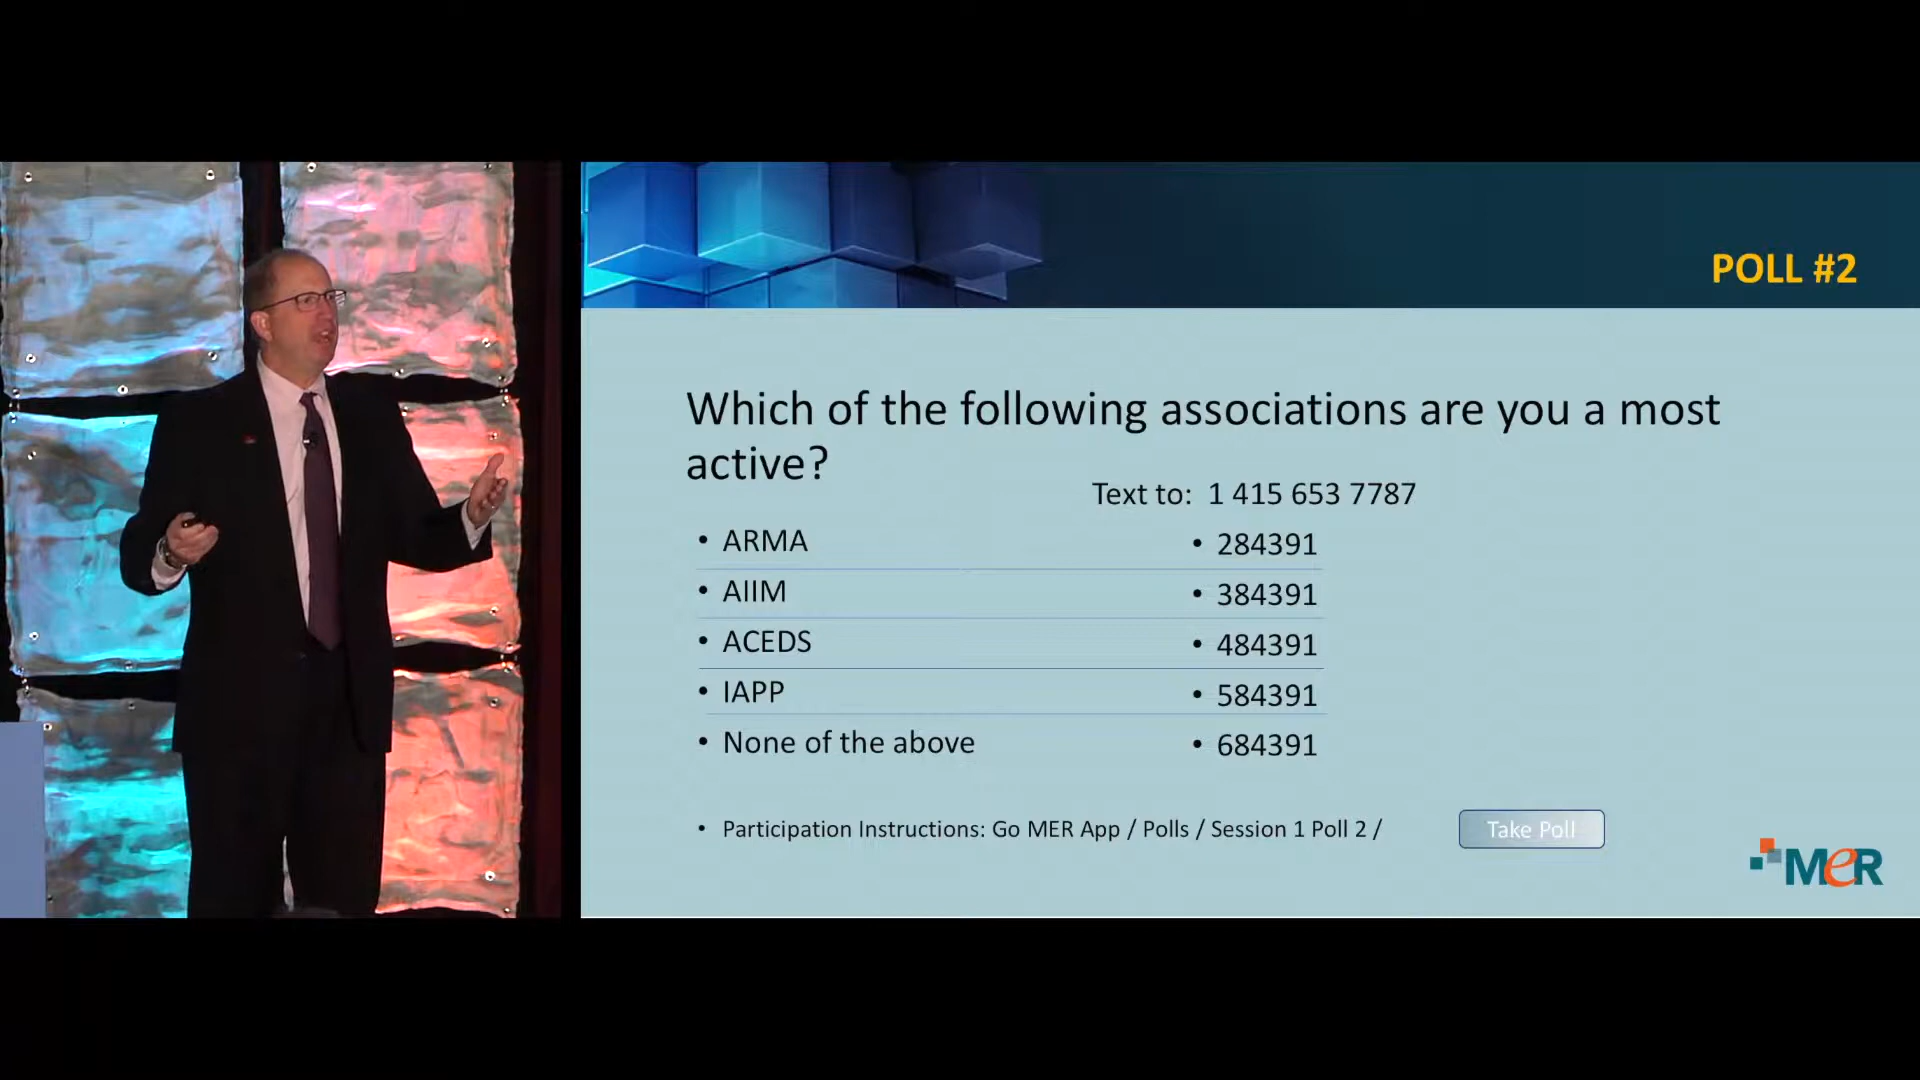 POLL #2
Which of the following associations are you a most
active?
Text to: 1 415 653 7787
• ARMA • 284391
• AIIM • 384391
• ACEDS • 484391
• IAPP • 584391
• None of the above • 684391
• Participation Instructions: Go MER App / Polls / Session 1 Poll 2 / Take Poll
MeR